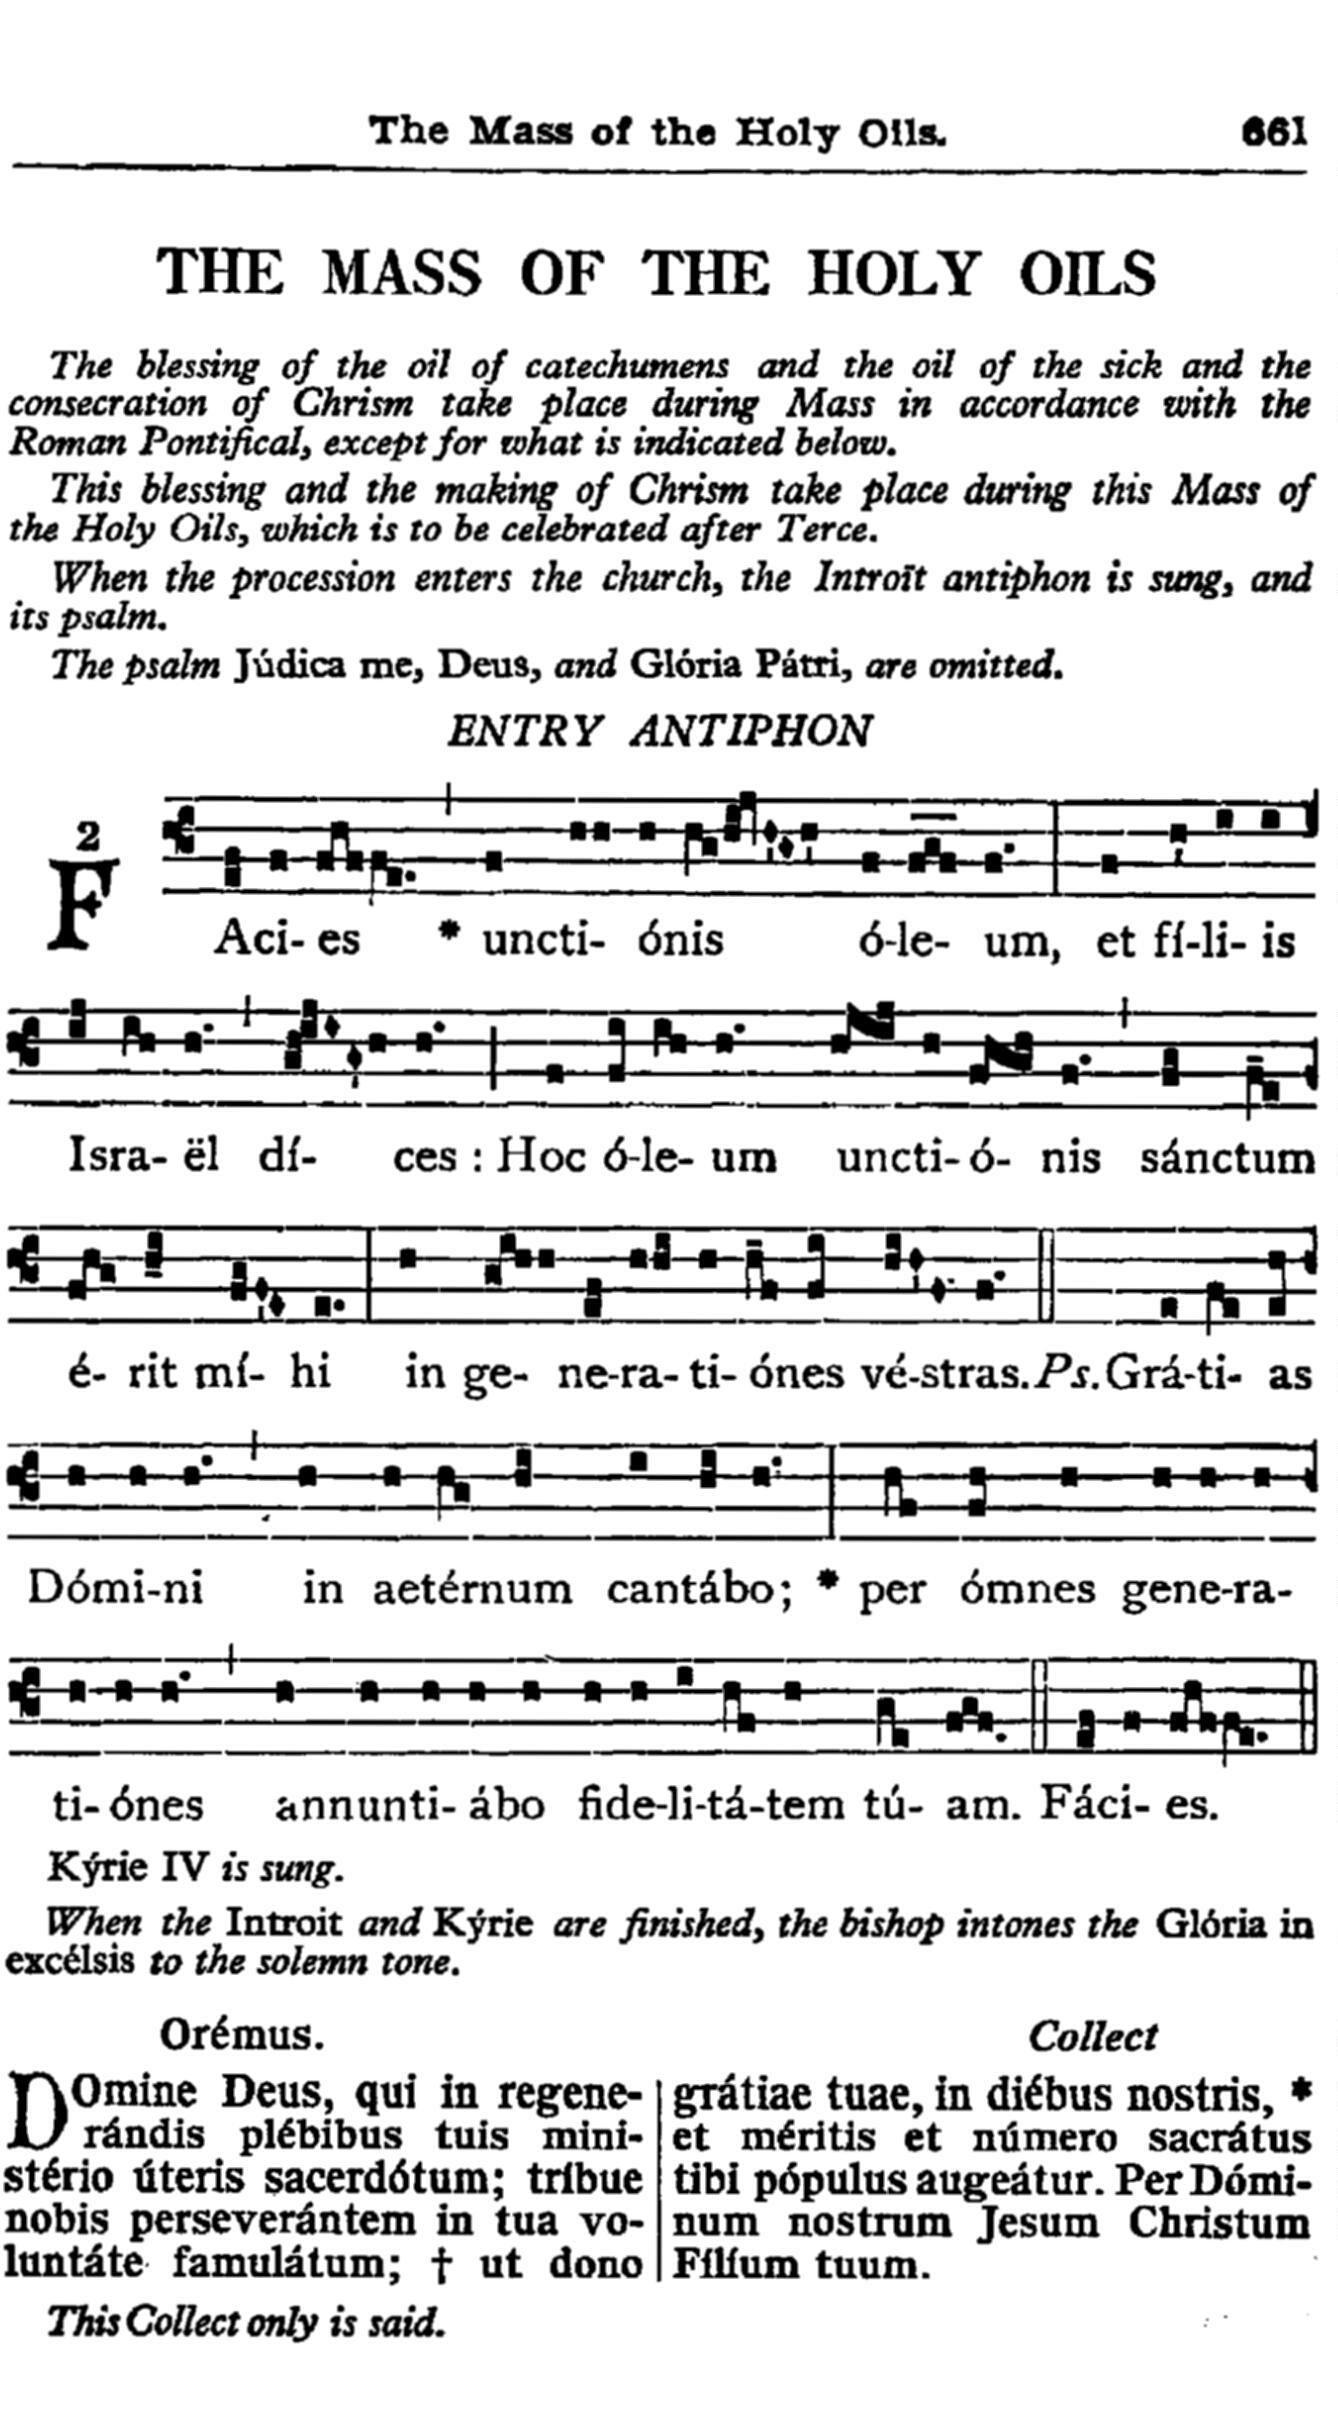 The Mass of the Holy Oils. 661
THE MASS OF THE HOLY OILS
The blessing of the oil of catechumens and the oil of the sick and the
consecration of Chrism take place during Mass in accordance with the
Roman Pontifical, except for what is indicated below.
This blessing and the making of Chrism take place during this Mass of
the Holy Oils, which is to be celebrated after Terce.
When the procession enters the church, the Introït antiphon is sung, and
its psalm.
The psalm Júdica me, Deus, and Glória Pátri, are omitted.
ENTRY ANTIPHON
2
FAci- es * uncti- ónis ó-le- um, et fí-li- is
Isra- ël dí- ces : Hoc ó-le- um uncti- ó- nis sánctum
é- rit mí- hi in ge- ne-ra- ti- ónes vé-stras. Ps. Grá-ti- as
Dómi-ni in aetérnum cantábo; * per ómnes gene-ra-
ti- ónes annunti- ábo fide-li-tá-tem tú- am. Fáci- es.
Kýrie IV is sung.
When the Introit and Kýrie are finished, the bishop intones the Glória in
excélsis to the solemn tone.
Orémus. Collect
DOmine Deus, qui in regene-
rándis plébibus tuis mini-
stério úteris sacerdótum; tríbue
nobis perseverántem in tua vo-
luntáte famulátum; † ut dono
grátiae tuae, in diébus nostris, *
et méritis et número sacrátus
tibi pópulus augeátur. Per Dómi-
num nostrum Jesum Christum
Fílíum tuum.
This Collect only is said.